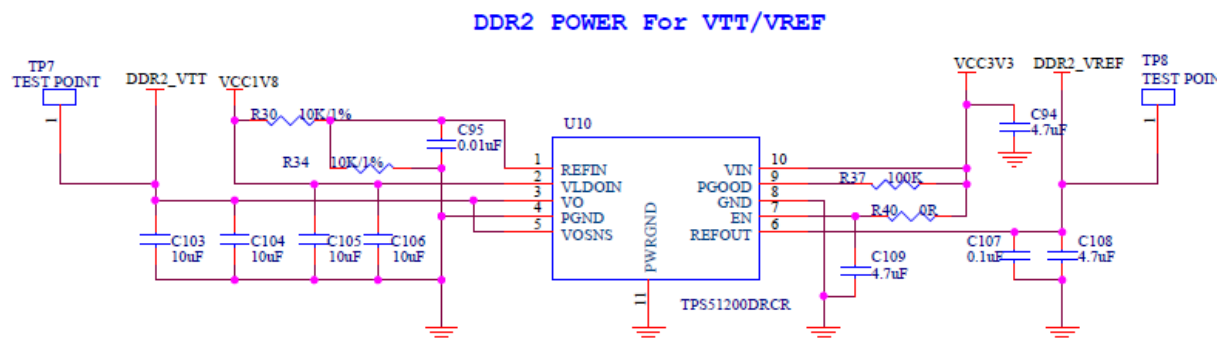 DDR2 POWER For VTT/VREF
TP7
TEST POINT
1
DDR2_VTT
VCC1V8
R30 10K/1%
R34 10K/1%
C95
0.01uF
C103
10uF
C104
10uF
C105
10uF
C106
10uF
U10
1 REFIN
2 VLDOIN
3 VO
4 PGND
5 VOSNS
PWRGND
11
VIN 10
PGOOD 9
GND 8
EN 7
REFOUT 6
TPS51200DRCR
R37 100K
R40 0R
C109
4.7uF
VCC3V3
C94
4.7uF
DDR2_VREF
C107
0.1uF
C108
4.7uF
TP8
TEST POIN
1